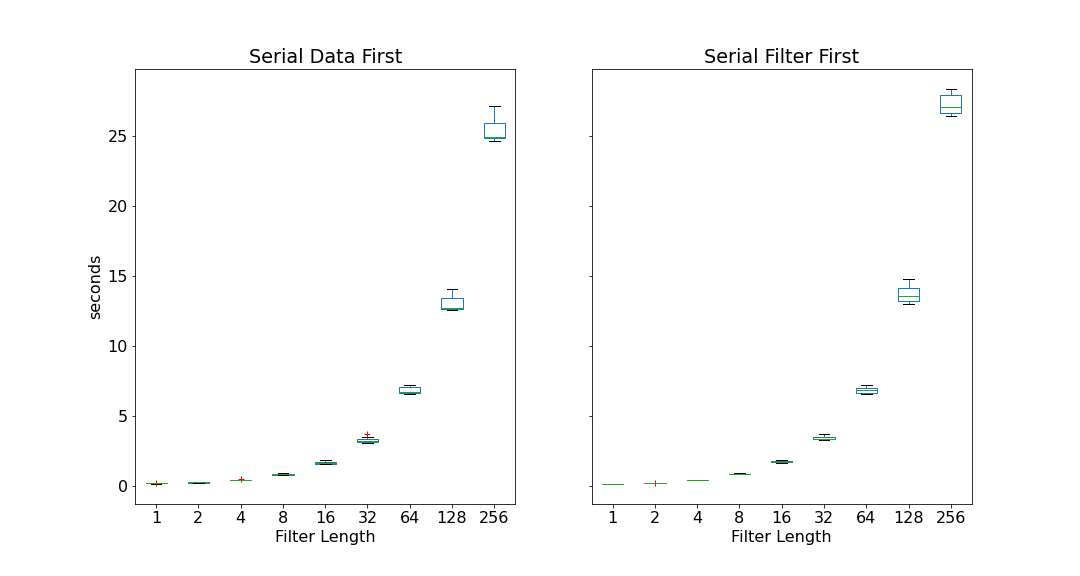 Serial Data First
seconds
25
20
15
10
5
0
1 2 4 8 16 32 64 128 256
Filter Length
Serial Filter First
1 2 4 8 16 32 64 128 256
Filter Length